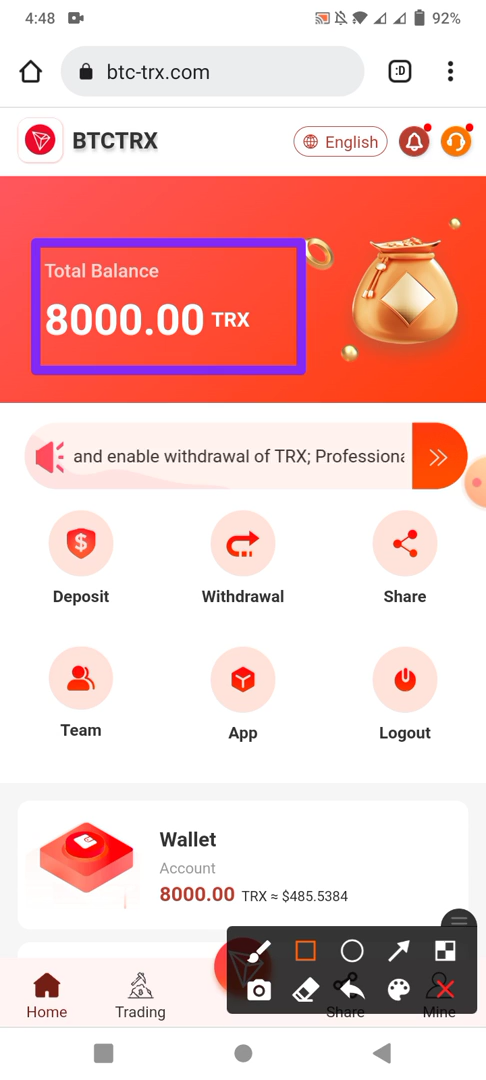 4:48
92%
btc-trx.com
:D
BTCTRX
English
Total Balance
8000.00 TRX
and enable withdrawal of TRX; Professiona
$
Deposit
Withdrawal
Share
Team
App
Logout
Wallet
Account
8000.00 TRX ≈ $485.5384
Home
Trading
Share
Mine